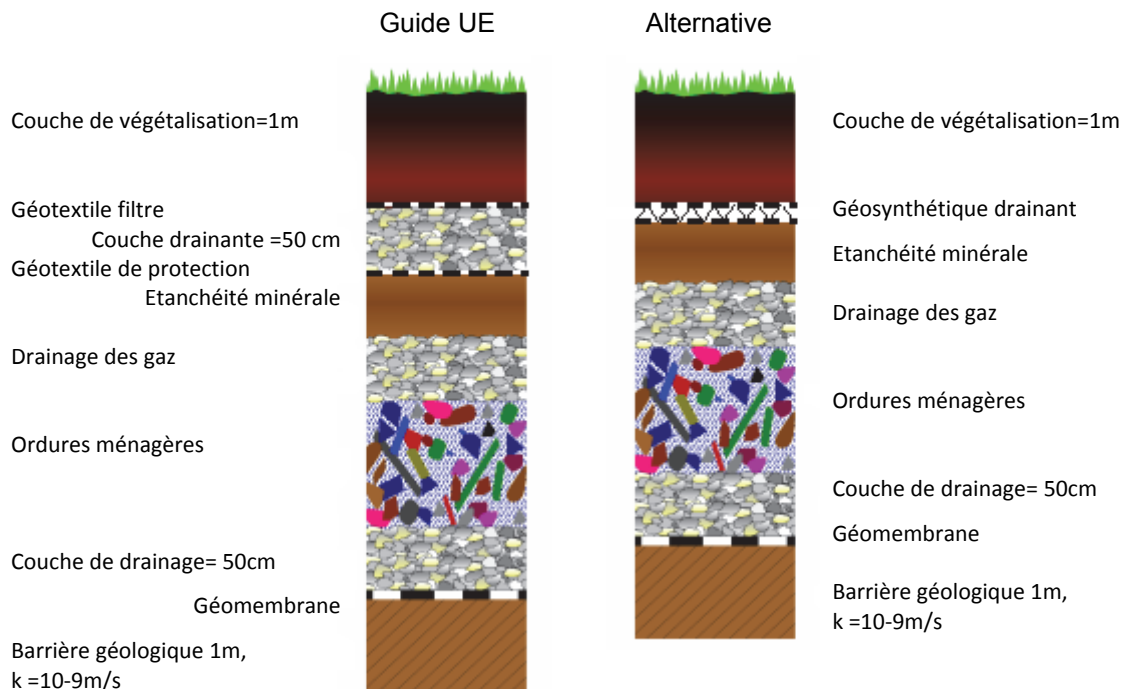 Guide UE
Alternative
Couche de végétalisation=1m
Géotextile filtre
Couche drainante =50 cm
Géotextile de protection
Etanchéité minérale
Drainage des gaz
Ordures ménagères
Couche de drainage= 50cm
Géomembrane
Barrière géologique 1m,
k =10-9m/s
Couche de végétalisation=1m
Géosynthétique drainant
Etanchéité minérale
Drainage des gaz
Ordures ménagères
Couche de drainage= 50cm
Géomembrane
Barrière géologique 1m,
k =10-9m/s